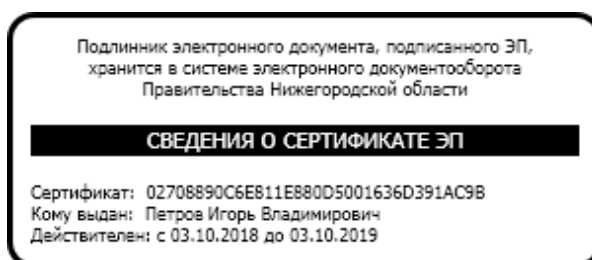 Подлинник электронного документа, подписанного ЭП,
хранится в системе электронного документооборота
Правительства Нижегородской области
СВЕДЕНИЯ О СЕРТИФИКАТЕ ЭП
Сертификат: 02708890C6E811E880D5001636D391AC9B
Кому выдан: Петров Игорь Владимирович
Действителен: с 03.10.2018 до 03.10.2019